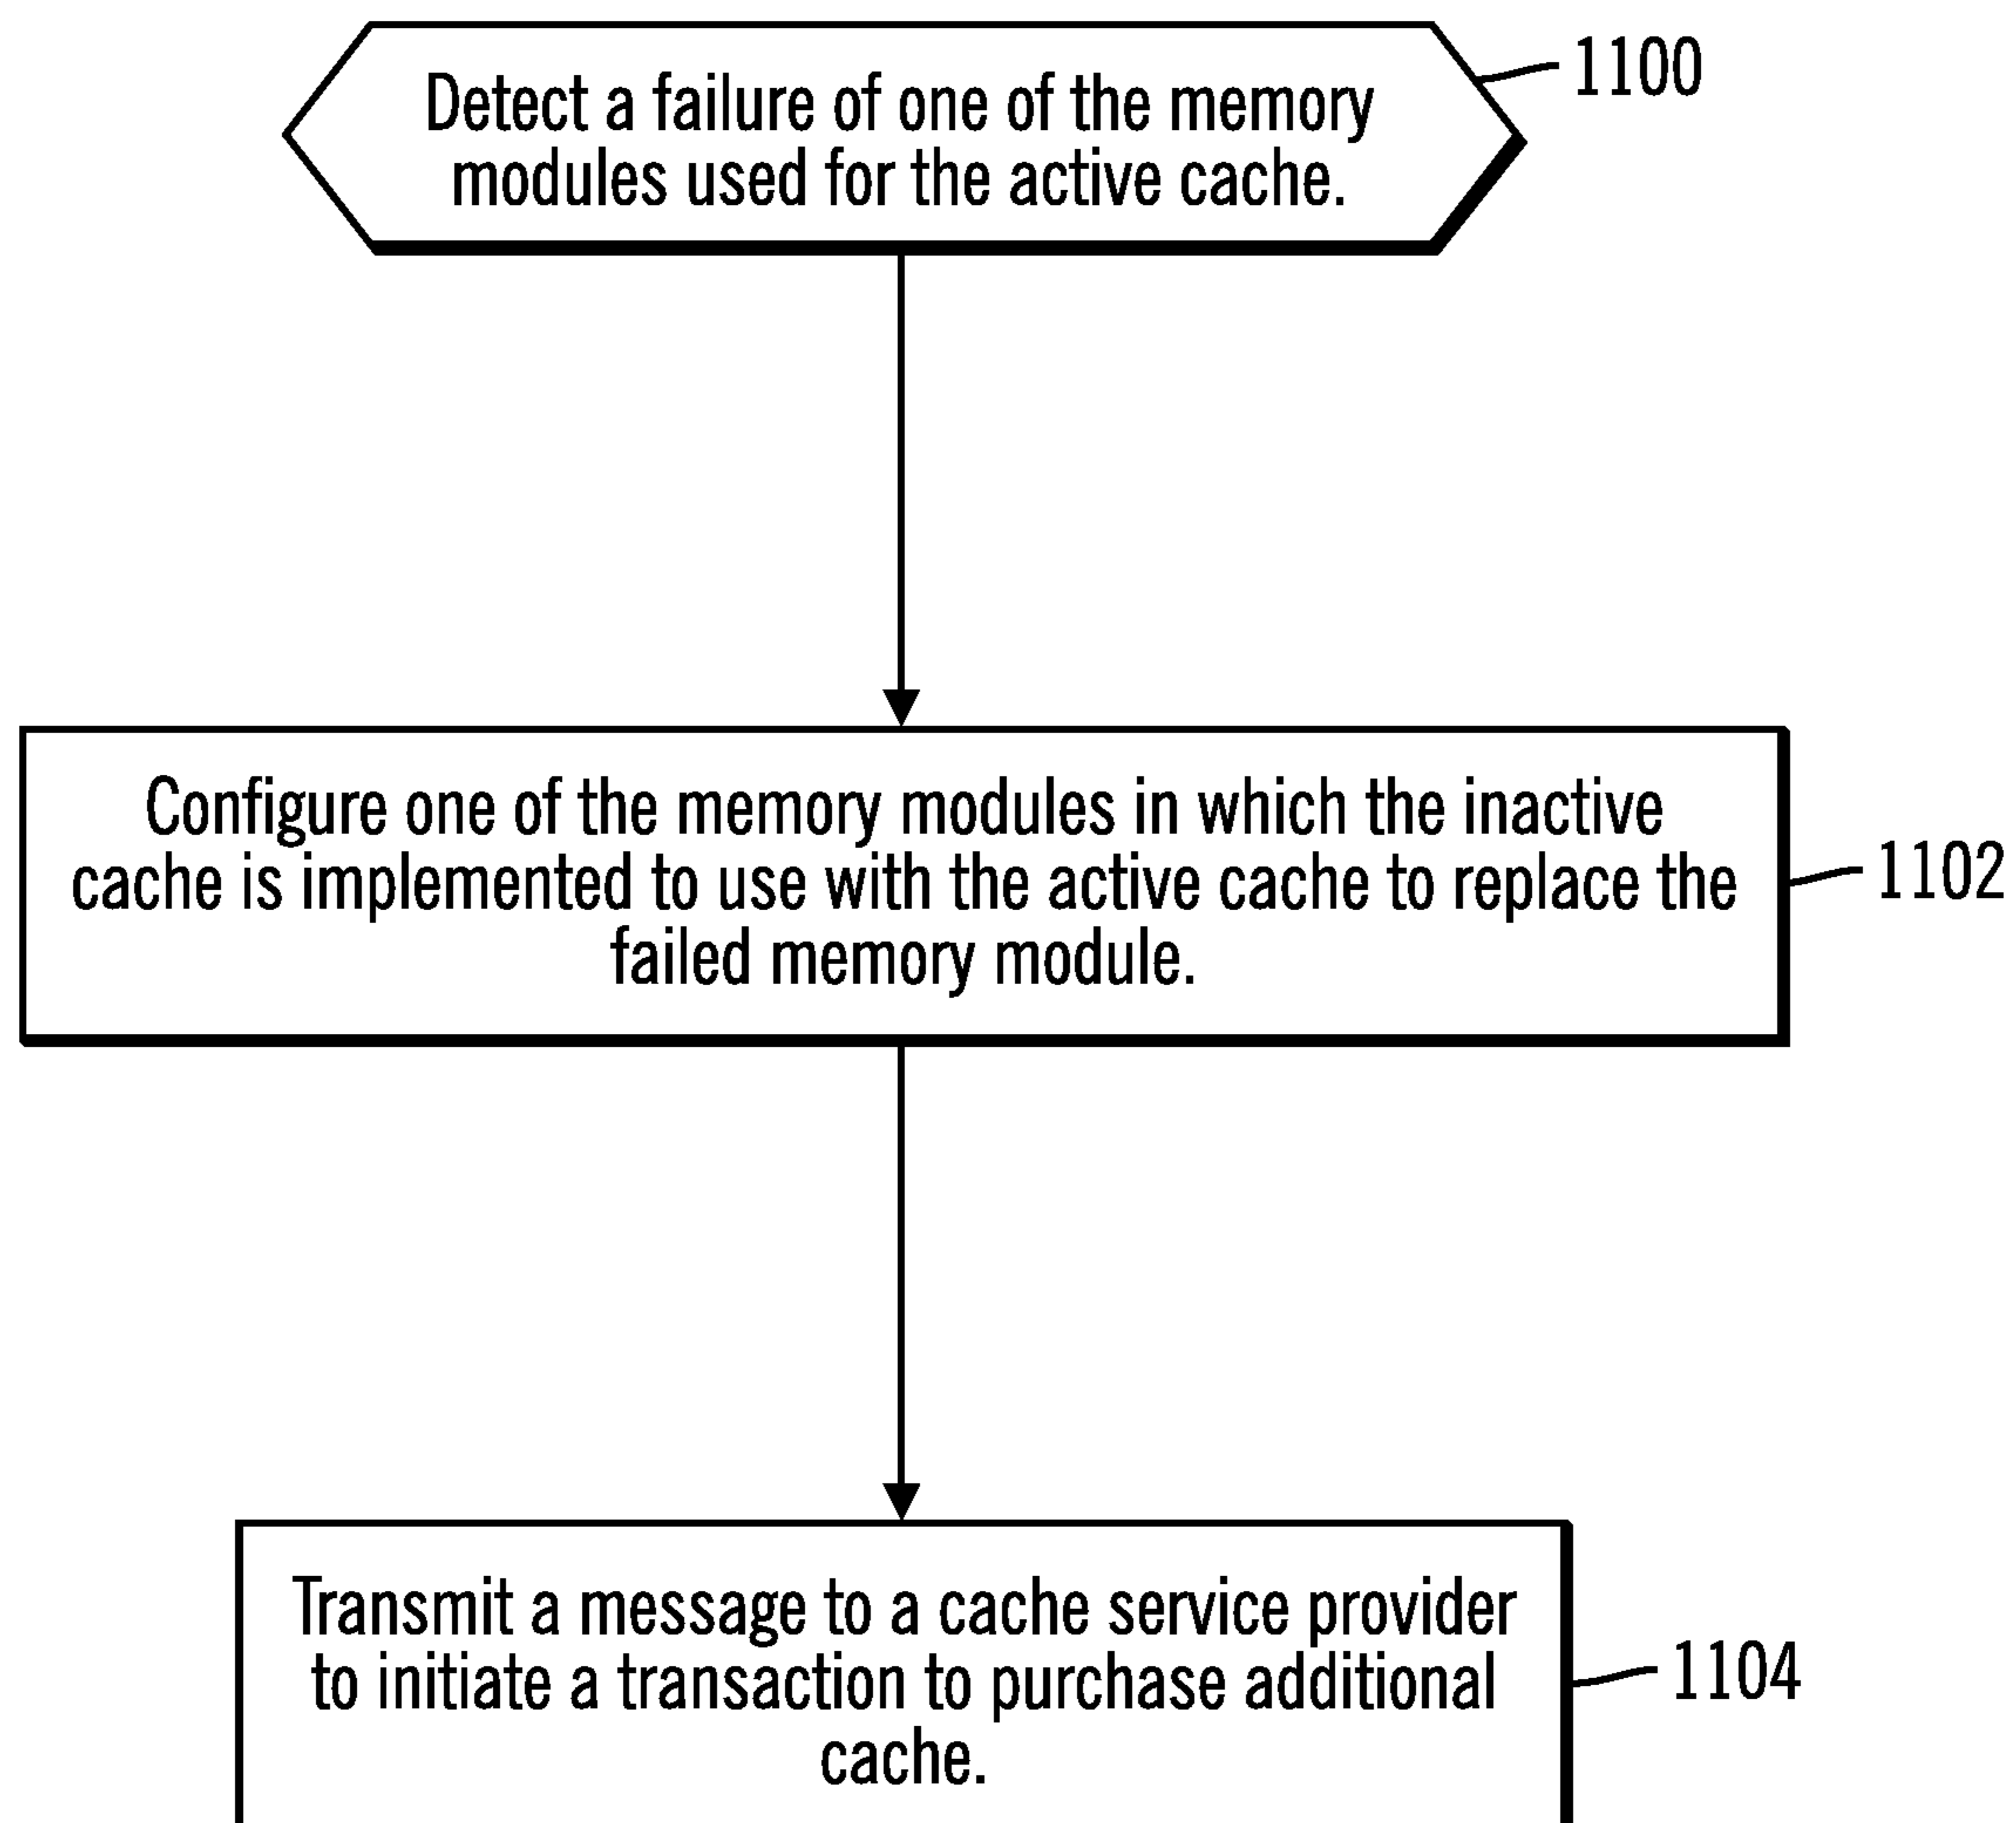 Detect a failure of one of the memory
modules used for the active cache.
1100
Configure one of the memory modules in which the inactive
cache is implemented to use with the active cache to replace the
failed memory module.
1102
Transmit a message to a cache service provider
to initiate a transaction to purchase additional
cache.
1104